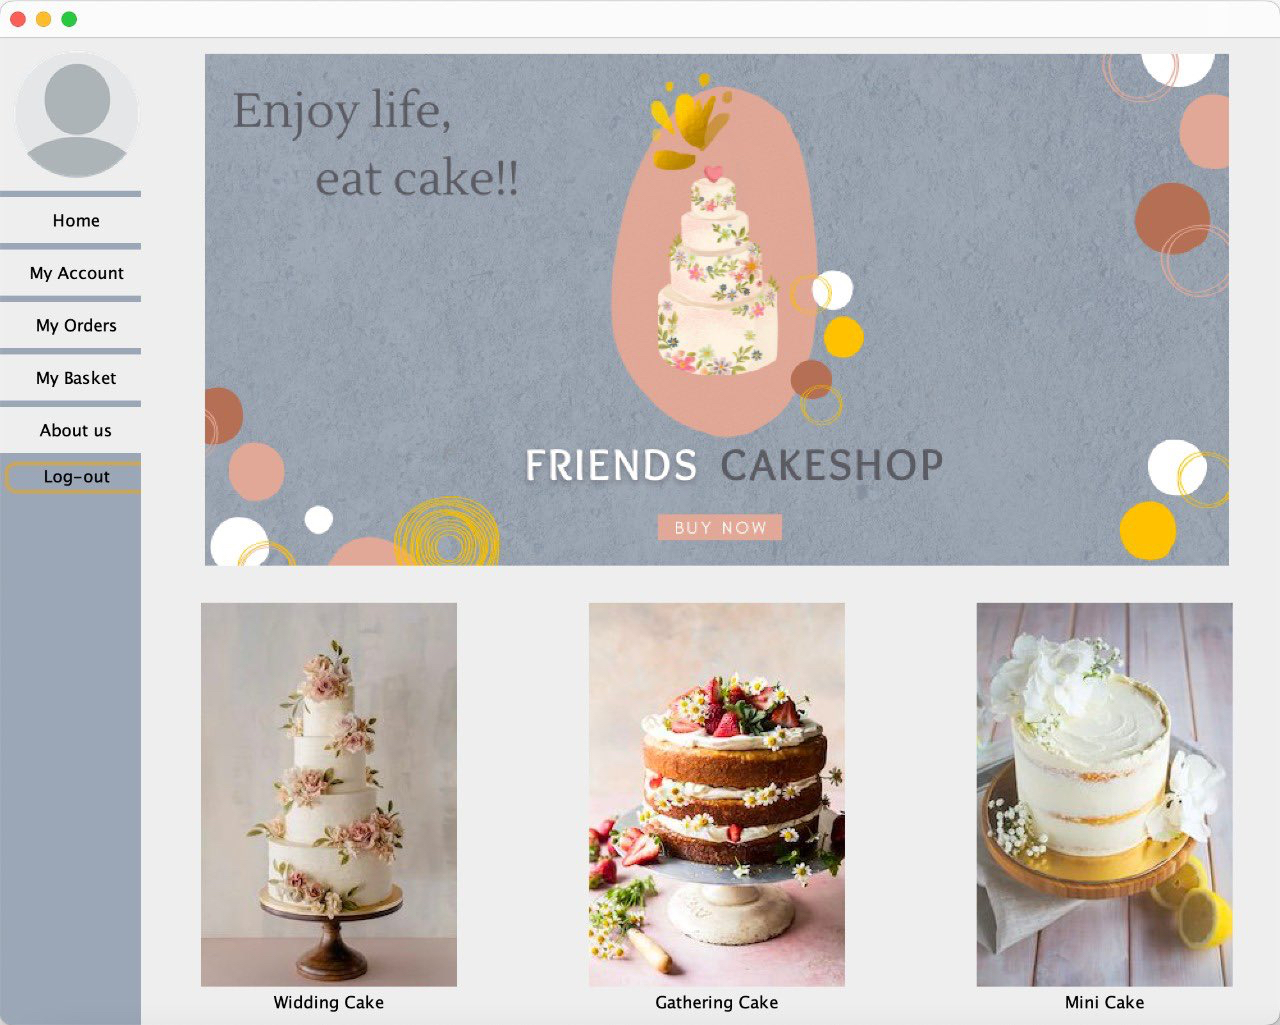 Home
My Account
My Orders
My Basket
About us
Log-out
Enjoy life,
eat cake!!
FRIENDS CAKESHOP
BUY NOW
Widding Cake
Gathering Cake
Mini Cake